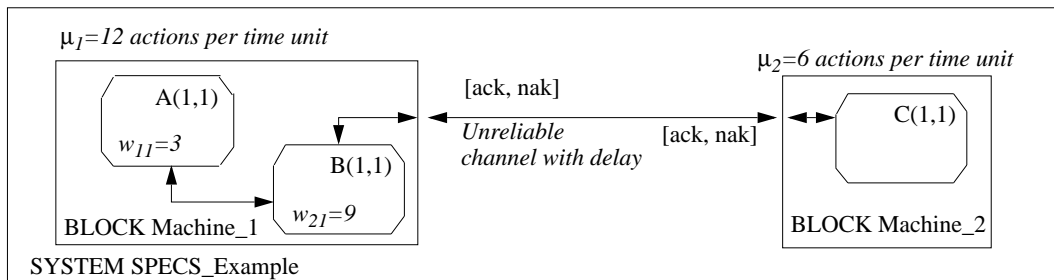 μ1=12 actions per time unit
μ2=6 actions per time unit
A(1,1)
w11=3
B(1,1)
w21=9
BLOCK Machine_1
[ack, nak]
Unreliable
channel with delay
[ack, nak]
C(1,1)
BLOCK Machine_2
SYSTEM SPECS_Example